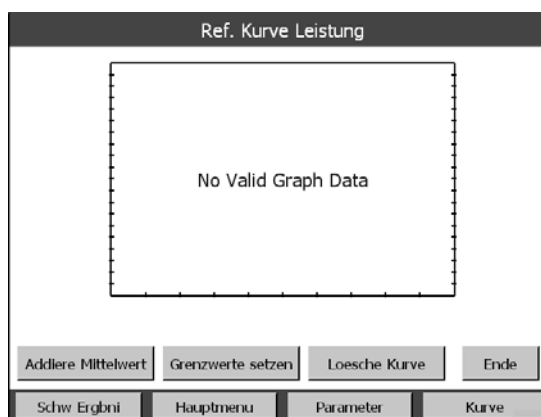 Ref. Kurve Leistung
No Valid Graph Data
Addiere Mittelwert Grenzwerte setzen Loesche Kurve Ende
Schw Ergbni Hauptmenu Parameter Kurve